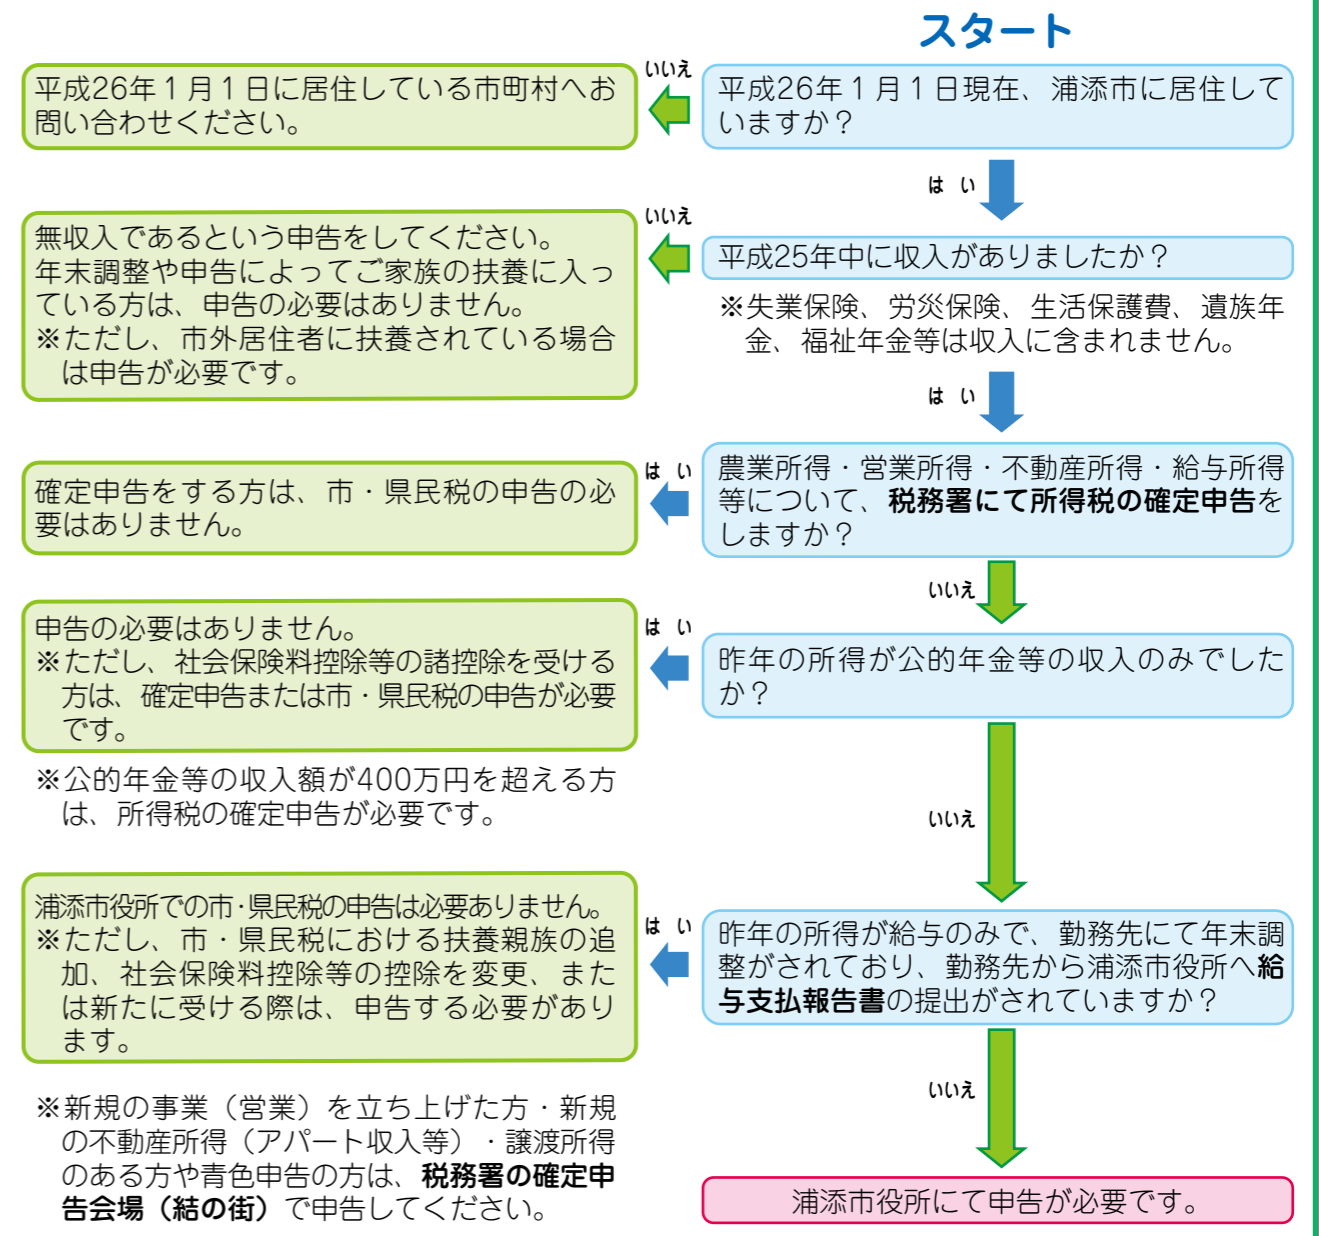 スタート
平成26年1月1日現在、浦添市に居住して
いますか？
いいえ
平成26年1月1日に居住している市町村へお
問い合わせください。
はい
平成25年中に収入がありましたか？
※失業保険、労災保険、生活保護費、遺族年
金、福祉年金等は収入に含まれません。
いいえ
無収入であるという申告をしてください。
年末調整や申告によってご家族の扶養に入っ
ている方は、申告の必要はありません。
※ただし、市外居住者に扶養されている場合
は申告が必要です。
はい
農業所得・営業所得・不動産所得・給与所得
等について、税務署にて所得税の確定申告を
しますか？
はい
確定申告をする方は、市・県民税の申告の必
要はありません。
いいえ
昨年の所得が公的年金等の収入のみでした
か？
はい
申告の必要はありません。
※ただし、社会保険料控除等の諸控除を受ける
方は、確定申告または市・県民税の申告が必要
です。
※公的年金等の収入額が400万円を超える方
は、所得税の確定申告が必要です。
いいえ
昨年の所得が給与のみで、勤務先にて年末調
整がされており、勤務先から浦添市役所へ給
与支払報告書の提出がされていますか？
はい
浦添市役所での市・県民税の申告は必要ありません。
※ただし、市・県民税における扶養親族の追
加、社会保険料控除等の控除を変更、また
は新たに受ける際は、申告する必要があり
ます。
※新規の事業（営業）を立ち上げた方・新規
の不動産所得（アパート収入等）・譲渡所得
のある方や青色申告の方は、税務署の確定申
告会場（結の街）で申告してください。
いいえ
浦添市役所にて申告が必要です。